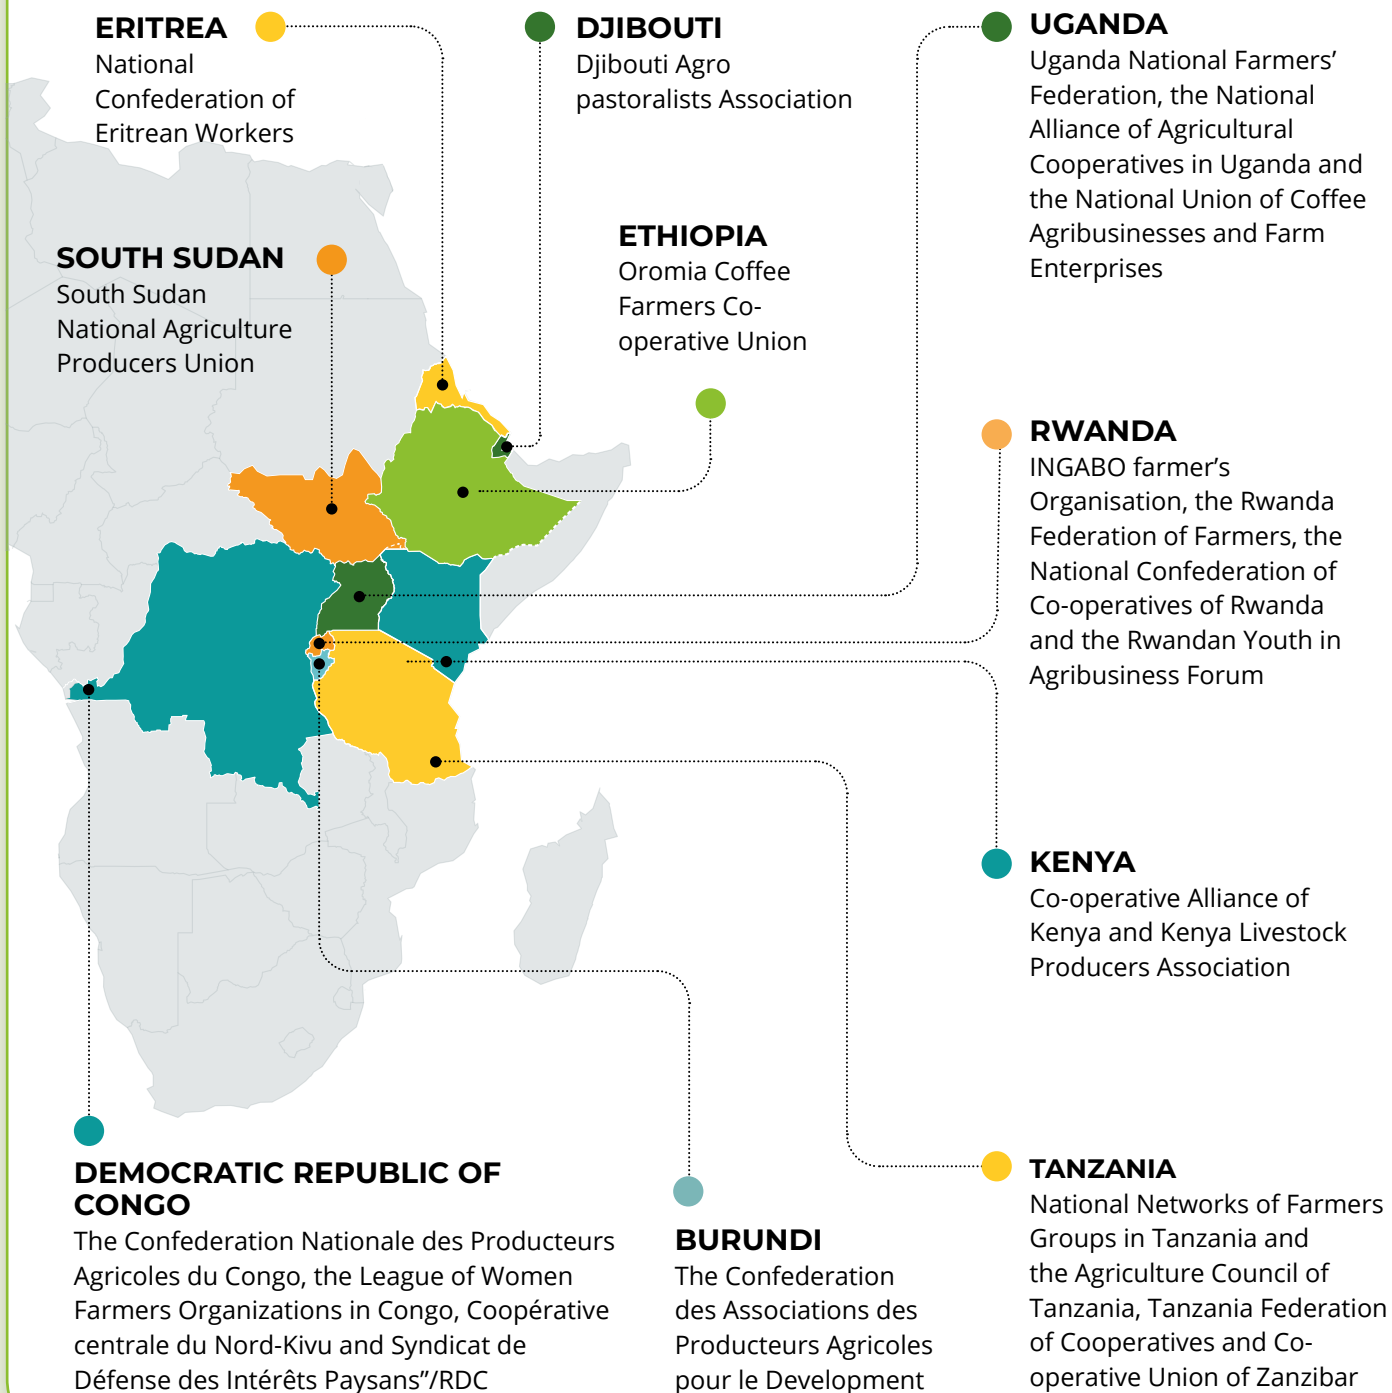 ERITREA
National
Confederation of
Eritrean Workers
DJIBOUTI
Djibouti Agro
pastoralists Association
UGANDA
Uganda National Farmers’
Federation, the National
Alliance of Agricultural
Cooperatives in Uganda and
the National Union of Coffee
Agribusinesses and Farm
Enterprises
SOUTH SUDAN
South Sudan
National Agriculture
Producers Union
ETHIOPIA
Oromia Coffee
Farmers Co-
operative Union
RWANDA
INGABO farmer’s
Organisation, the Rwanda
Federation of Farmers, the
National Confederation of
Co-operatives of Rwanda
and the Rwandan Youth in
Agribusiness Forum
KENYA
Co-operative Alliance of
Kenya and Kenya Livestock
Producers Association
DEMOCRATIC REPUBLIC OF
CONGO
The Confederation Nationale des Producteurs
Agricoles du Congo, the League of Women
Farmers Organizations in Congo, Coopérative
centrale du Nord-Kivu and Syndicat de
Défense des Intérêts Paysans”/RDC
BURUNDI
The Confederation
des Associations des
Producteurs Agricoles
pour le Development
TANZANIA
National Networks of Farmers
Groups in Tanzania and
the Agriculture Council of
Tanzania, Tanzania Federation
of Cooperatives and Co-
operative Union of Zanzibar